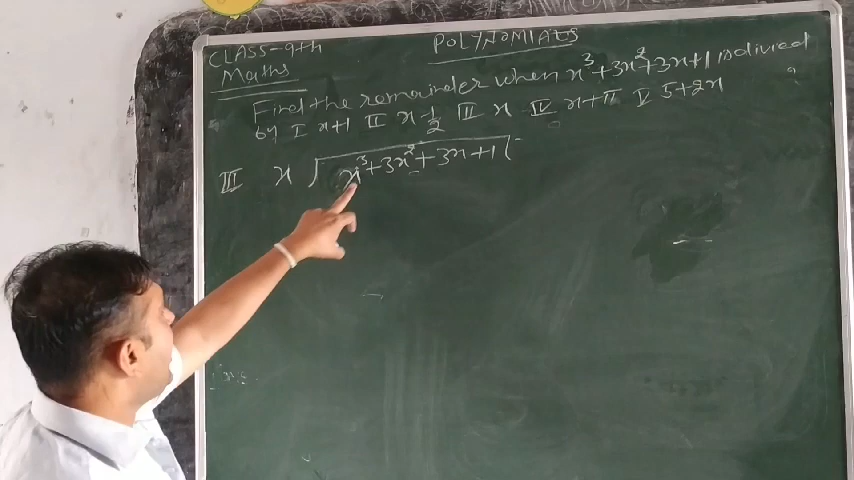 CLASS-9th
Maths
POLYNOMIALS
Find the remainder when x³+3x²+3x+1 is divided
by I x+1 II x-1/2 III x IV x+π V 5+2x
III x) x³+3x²+3x+1 (